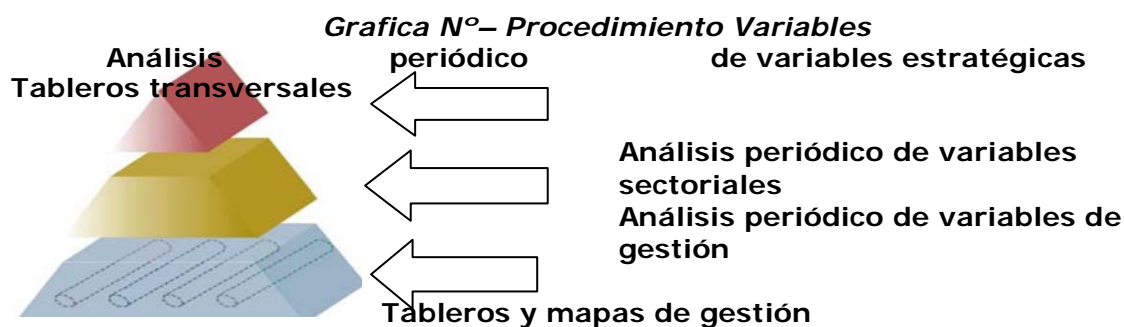 Grafica Nº– Procedimiento Variables
Análisis periódico de variables estratégicas
Tableros transversales
Análisis periódico de variables
sectoriales
Análisis periódico de variables de
gestión
Tableros y mapas de gestión